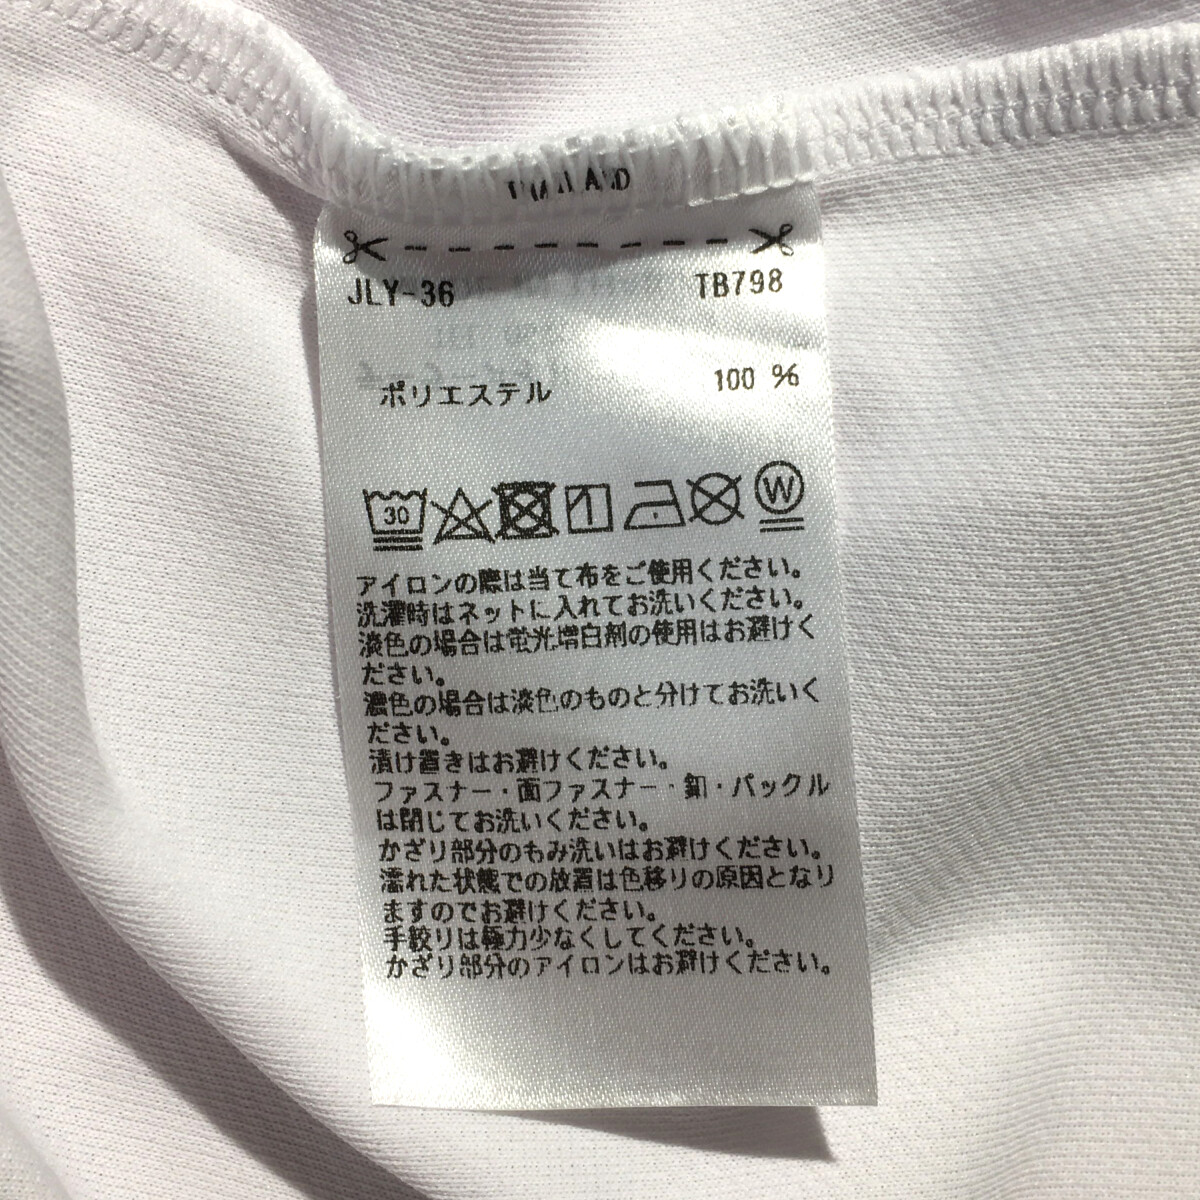 THAILAND
JLY-36 TB798
ポリエステル 100 %
30 W
アイロンの際は当て布をご使用ください。
洗濯時はネットに入れてお洗いください。
淡色の場合は蛍光増白剤の使用はお避けく
ださい。
濃色の場合は淡色のものと分けてお洗いく
ださい。
漬け置きはお避けください。
ファスナー・面ファスナー・釦・バックル
は閉じてお洗いください。
かざり部分のもみ洗いはお避けください。
濡れた状態での放置は色移りの原因となり
ますのでお避けください。
手絞りは極力少なくしてください。
かざり部分のアイロンはお避けください。